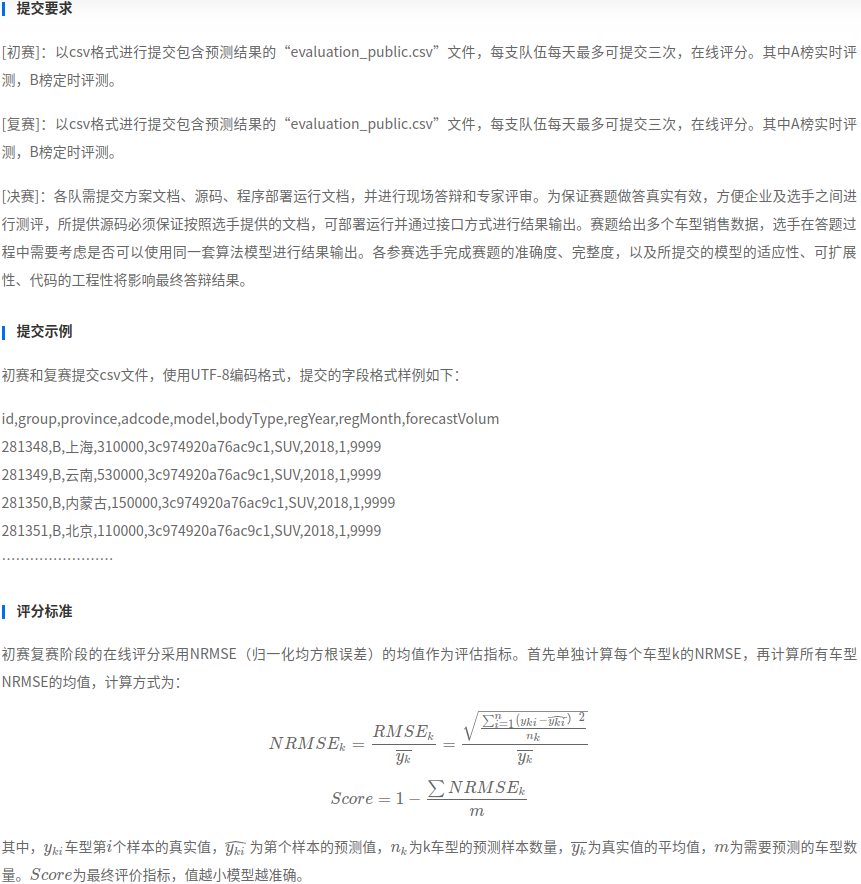 提交要求
[初赛]：以csv格式进行提交包含预测结果的“evaluation_public.csv”文件，每支队伍每天最多可提交三次，在线评分。其中A榜实时评
测，B榜定时评测。
[复赛]：以csv格式进行提交包含预测结果的“evaluation_public.csv”文件，每支队伍每天最多可提交三次，在线评分。其中A榜实时评
测，B榜定时评测。
[决赛]：各队需提交方案文档、源码、程序部署运行文档，并进行现场答辩和专家评审。为保证赛题做答真实有效，方便企业及选手之间进
行测评，所提供源码必须保证按照选手提供的文档，可部署运行并通过接口方式进行结果输出。赛题给出多个车型销售数据，选手在答题过
程中需要考虑是否可以使用同一套算法模型进行结果输出。各参赛选手完成赛题的准确度、完整度，以及所提交的模型的适应性、可扩展
性、代码的工程性将影响最终答辩结果。
提交示例
初赛和复赛提交csv文件，使用UTF-8编码格式，提交的字段格式样例如下：
id,group,province,adcode,model,bodyType,regYear,regMonth,forecastVolum
281348,B,上海,310000,3c974920a76ac9c1,SUV,2018,1,9999
281349,B,云南,530000,3c974920a76ac9c1,SUV,2018,1,9999
281350,B,内蒙古,150000,3c974920a76ac9c1,SUV,2018,1,9999
281351,B,北京,110000,3c974920a76ac9c1,SUV,2018,1,9999
……………………
评分标准
初赛复赛阶段的在线评分采用NRMSE（归一化均方根误差）的均值作为评估指标。首先单独计算每个车型k的NRMSE，再计算所有车型
NRMSE的均值，计算方式为：
$NRMSE_k = \frac{RMSE_k}{\overline{y_k}} = \frac{\sqrt{\frac{\sum_{i=1}^{n}(y_{ki}-\widehat{y_{ki}})^2}{n_k}}}{\overline{y_k}}$
$Score = 1 - \frac{\sum NRMSE_k}{m}$
其中，$y_{ki}$车型第$i$个样本的真实值，$\widehat{y_{ki}}$ 为第个样本的预测值，$n_k$为k车型的预测样本数量，$\overline{y_k}$为真实值的平均值，$m$为需要预测的车型数
量。$Score$为最终评价指标，值越小模型越准确。